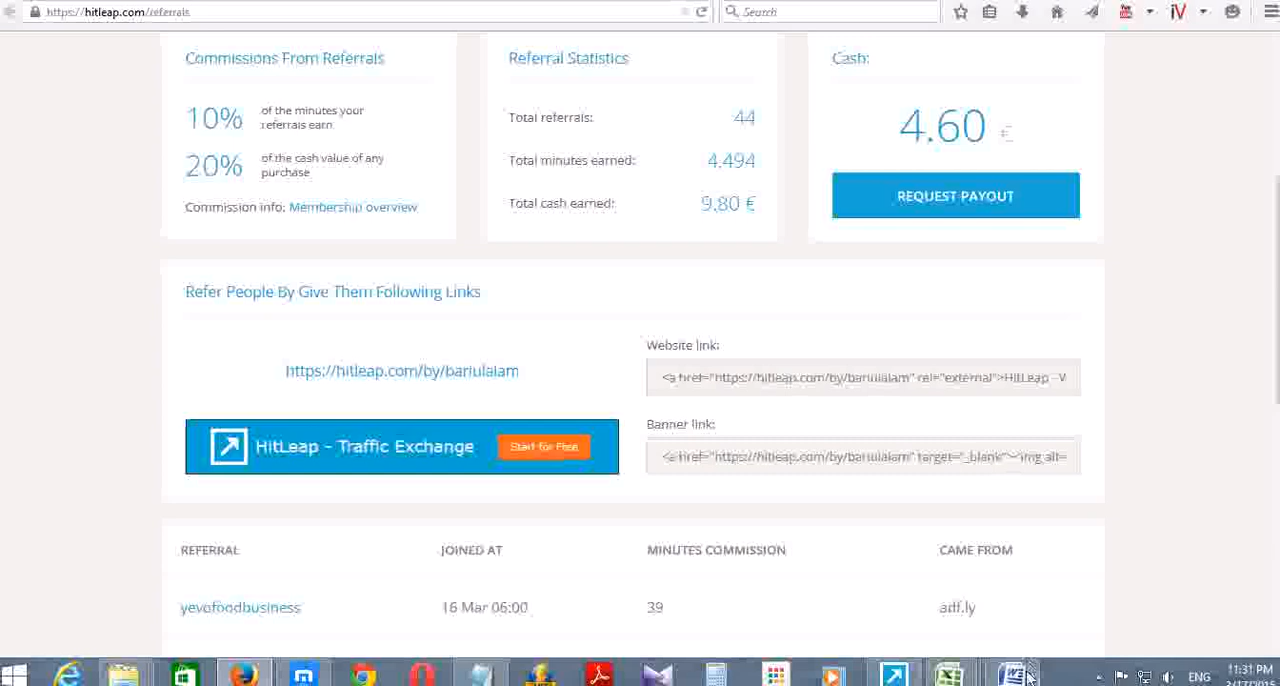 https://hitleap.com/referrals
Search
Commissions From Referrals
10% of the minutes your
referrals earn
20% of the cash value of any
purchase
Commission info: Membership overview
Referral Statistics
Total referrals: 44
Total minutes earned: 4.494
Total cash earned: 9.80 €
Cash:
4.60 €
REQUEST PAYOUT
Refer People By Give Them Following Links
https://hitleap.com/by/bariulalam
HitLeap - Traffic Exchange Start for Free
Website link:
<a href="https://hitleap.com/by/bariulalam" rel="external">HitLeap - V
Banner link:
<a href="https://hitleap.com/by/bariulalam" target="_blank"><img alt=
REFERRAL JOINED AT MINUTES COMMISSION CAME FROM
yevofoodbusiness 16 Mar 06:00 39 adf.ly
ENG
11:31 PM